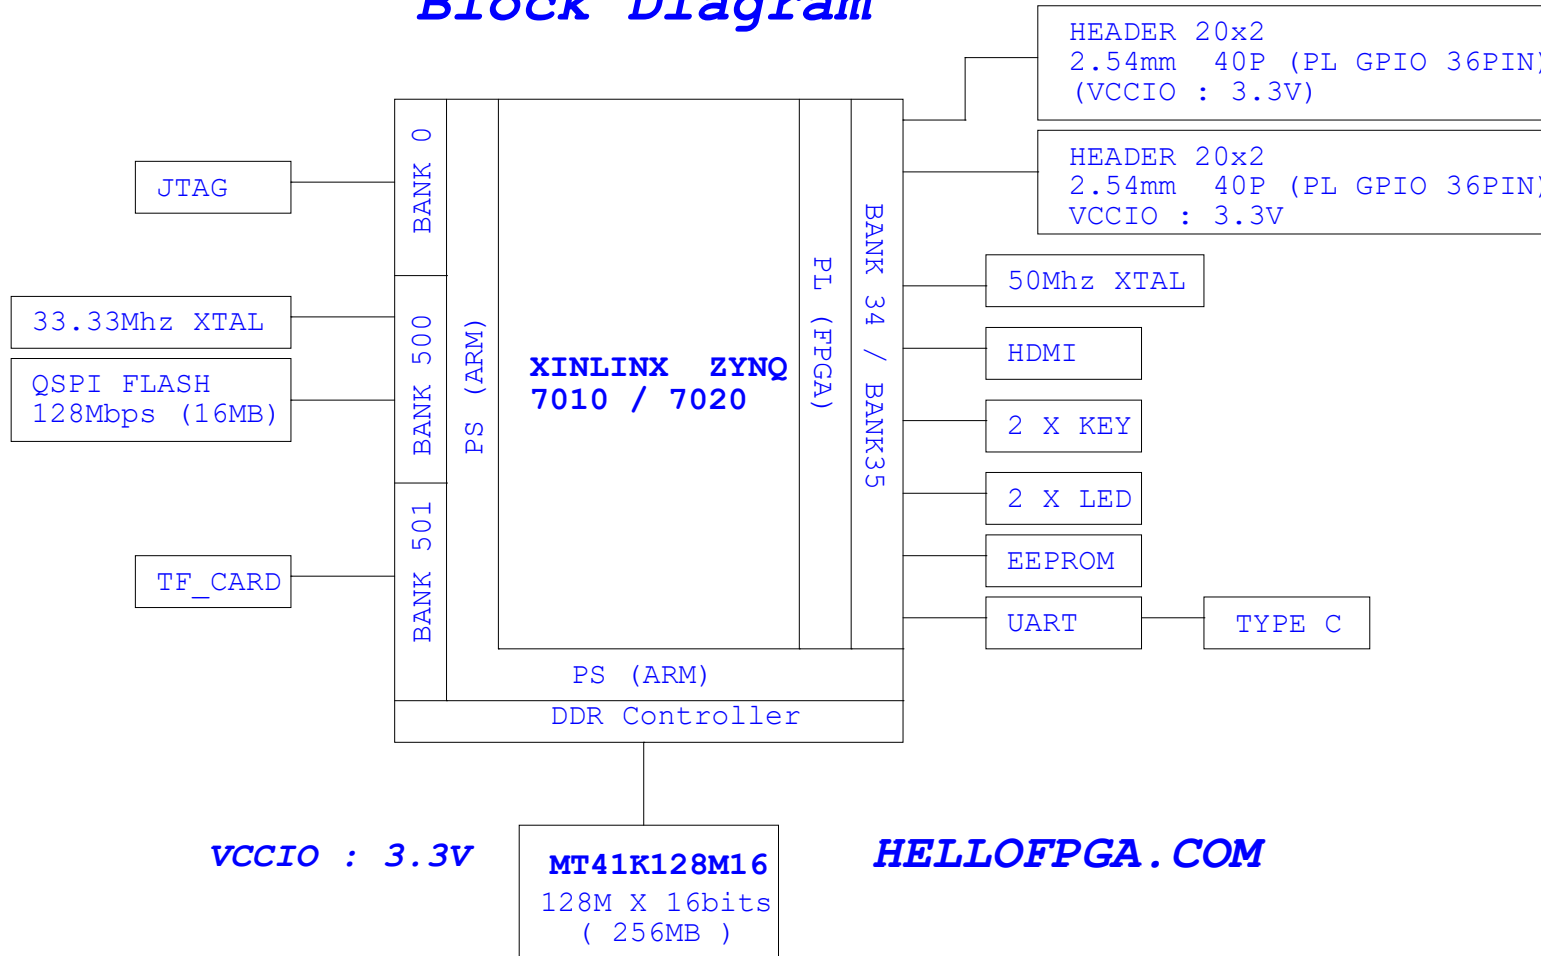 Block Diagram
HEADER 20x2
2.54mm 40P (PL GPIO 36PIN)
(VCCIO : 3.3V)
HEADER 20x2
2.54mm 40P (PL GPIO 36PIN)
VCCIO : 3.3V
JTAG
33.33Mhz XTAL
QSPI FLASH
128Mbps (16MB)
TF_CARD
BANK 0
BANK 500
BANK 501
PS (ARM)
XINLINX ZYNQ
7010 / 7020
PL (FPGA)
BANK 34 / BANK35
50Mhz XTAL
HDMI
2 X KEY
2 X LED
EEPROM
UART
TYPE C
PS (ARM)
DDR Controller
VCCIO : 3.3V
MT41K128M16
128M X 16bits
( 256MB )
HELLOFPGA.COM